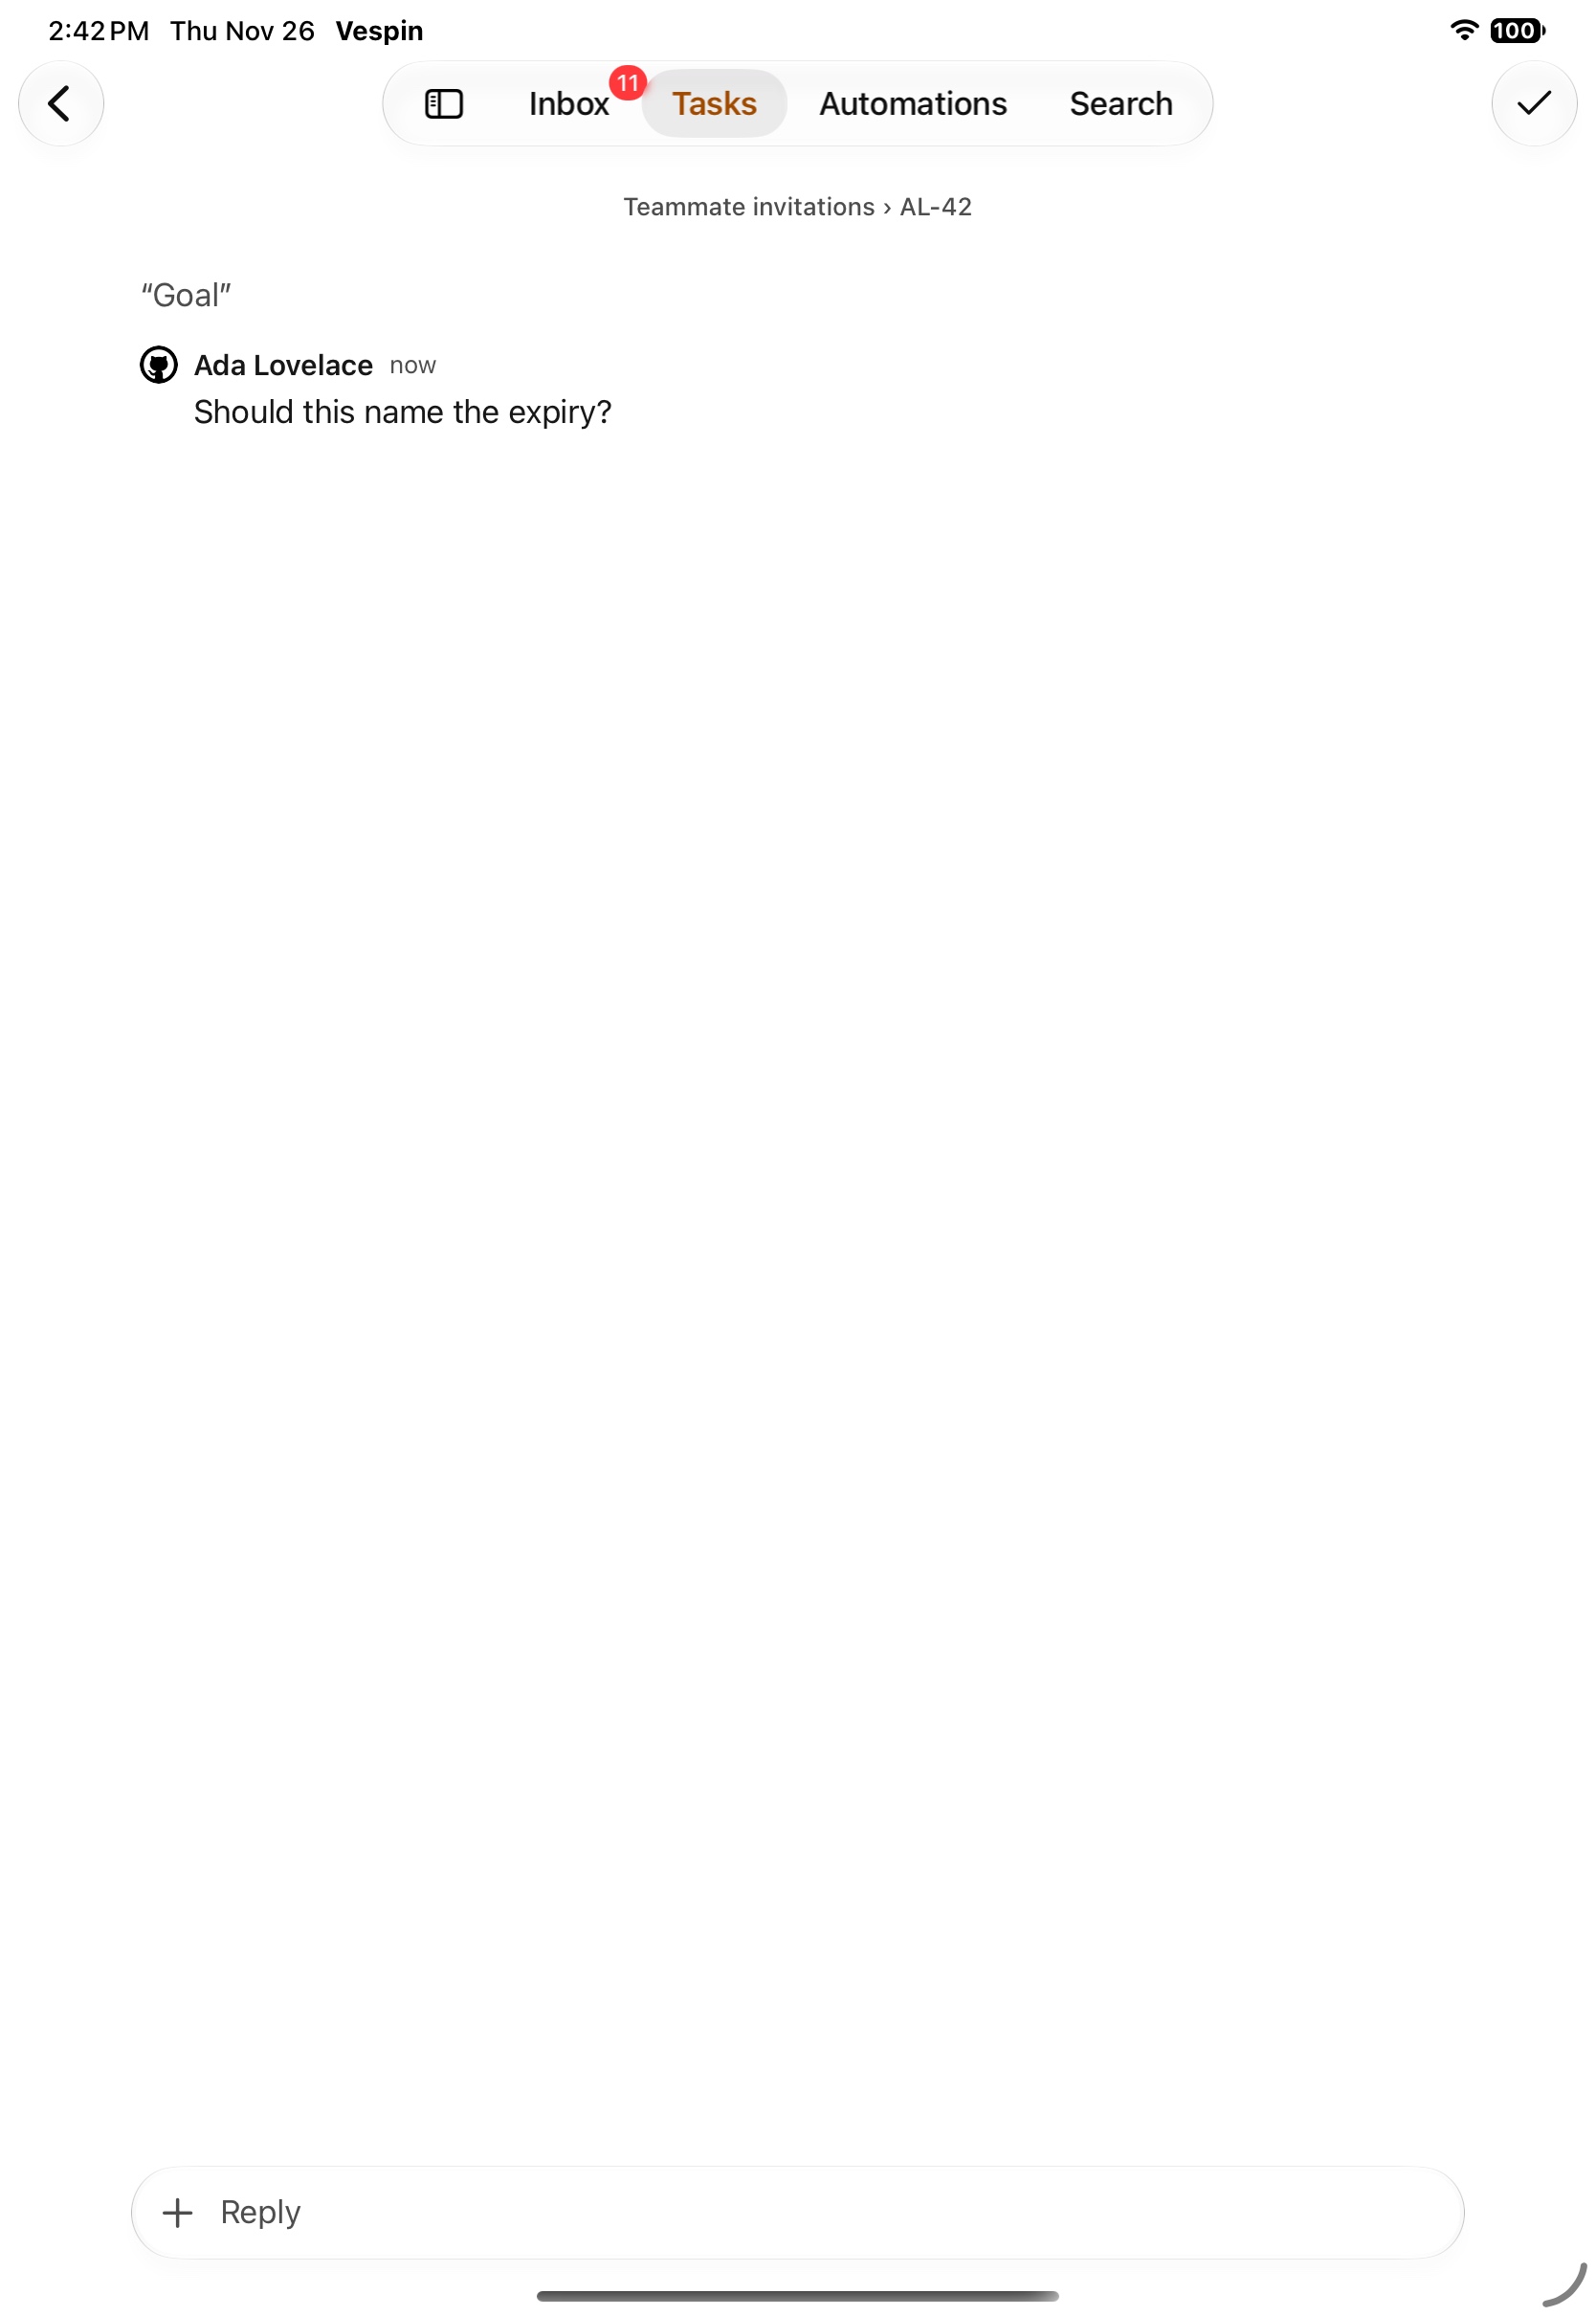 2:42 PM Thu Nov 26 Vespin 100
Inbox 11 Tasks Automations Search
Teammate invitations › AL-42
“Goal”
Ada Lovelace now
Should this name the expiry?
Reply